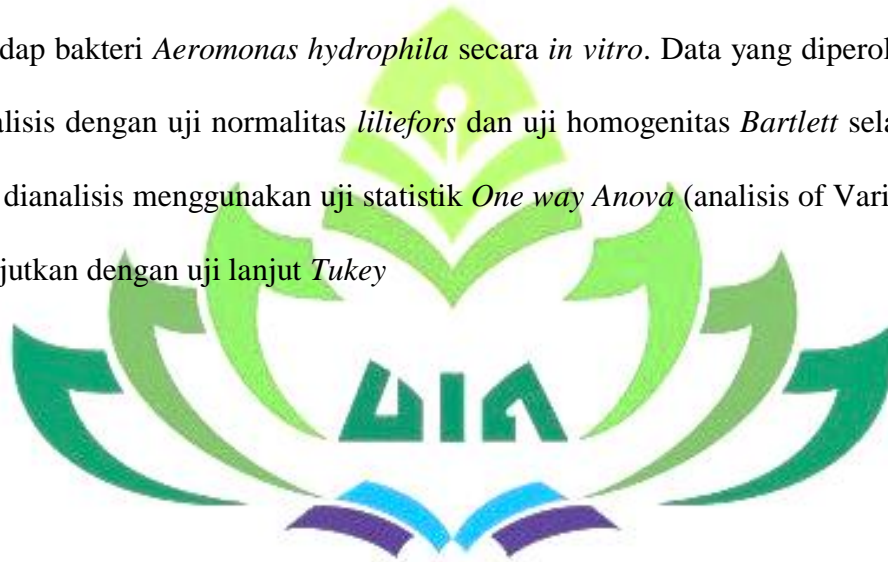 dap bakteri Aeromonas hydrophila secara in vitro. Data yang diperol
alisis dengan uji normalitas liliefors dan uji homogenitas Bartlett sela
dianalisis menggunakan uji statistik One way Anova (analisis of Vari
jutkan dengan uji lanjut Tukey
UIN